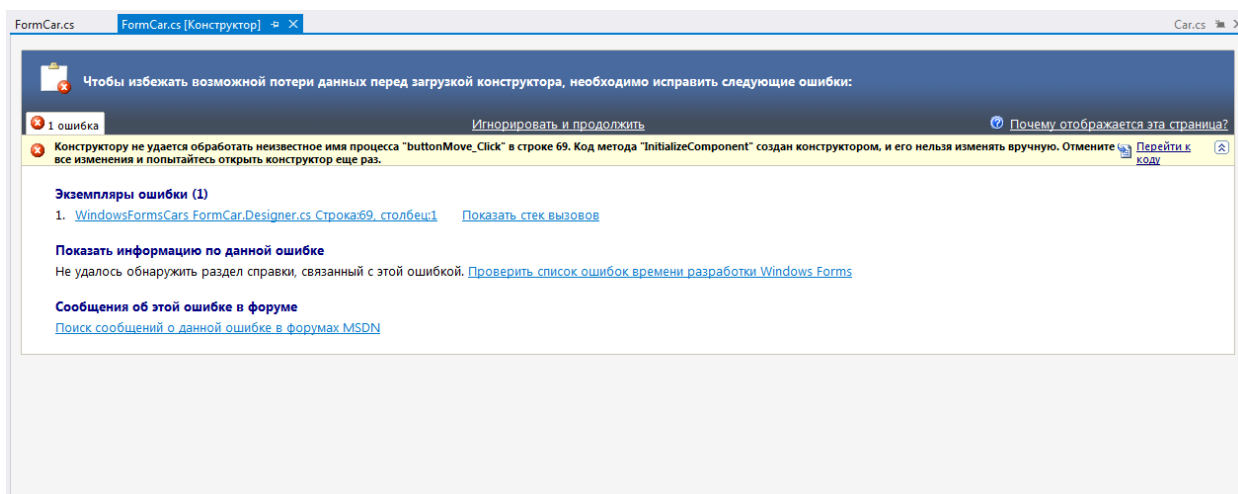 FormCar.cs FormCar.cs [Конструктор] Car.cs
Чтобы избежать возможной потери данных перед загрузкой конструктора, необходимо исправить следующие ошибки:
1 ошибка Игнорировать и продолжить Почему отображается эта страница?
Конструктору не удается обработать неизвестное имя процесса "buttonMove_Click" в строке 69. Код метода "InitializeComponent" создан конструктором, и его нельзя изменять вручную. Отмените Перейти к
все изменения и попытайтесь открыть конструктор еще раз. коду
Экземпляры ошибки (1)
1. WindowsFormsCars FormCar.Designer.cs Строка:69, столбец:1 Показать стек вызовов
Показать информацию по данной ошибке
Не удалось обнаружить раздел справки, связанный с этой ошибкой. Проверить список ошибок времени разработки Windows Forms
Сообщения об этой ошибке в форуме
Поиск сообщений о данной ошибке в форумах MSDN